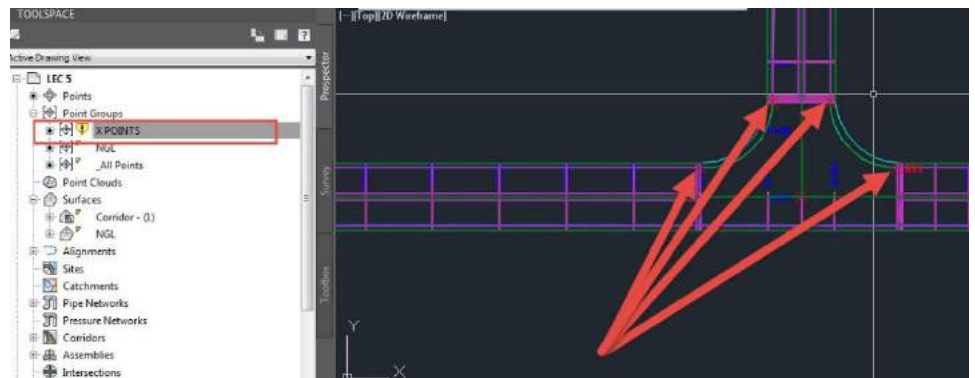 TOOLSPACE
Active Drawing View
LEC 5
Points
Point Groups
X POINTS
NGL
_All Points
Point Clouds
Surfaces
Corridor - (1)
NGL
Alignments
Sites
Catchments
Pipe Networks
Pressure Networks
Corridors
Assemblies
Intersections
Prospector
Survey
Toolbox
[-][Top][2D Wireframe]
Y
X